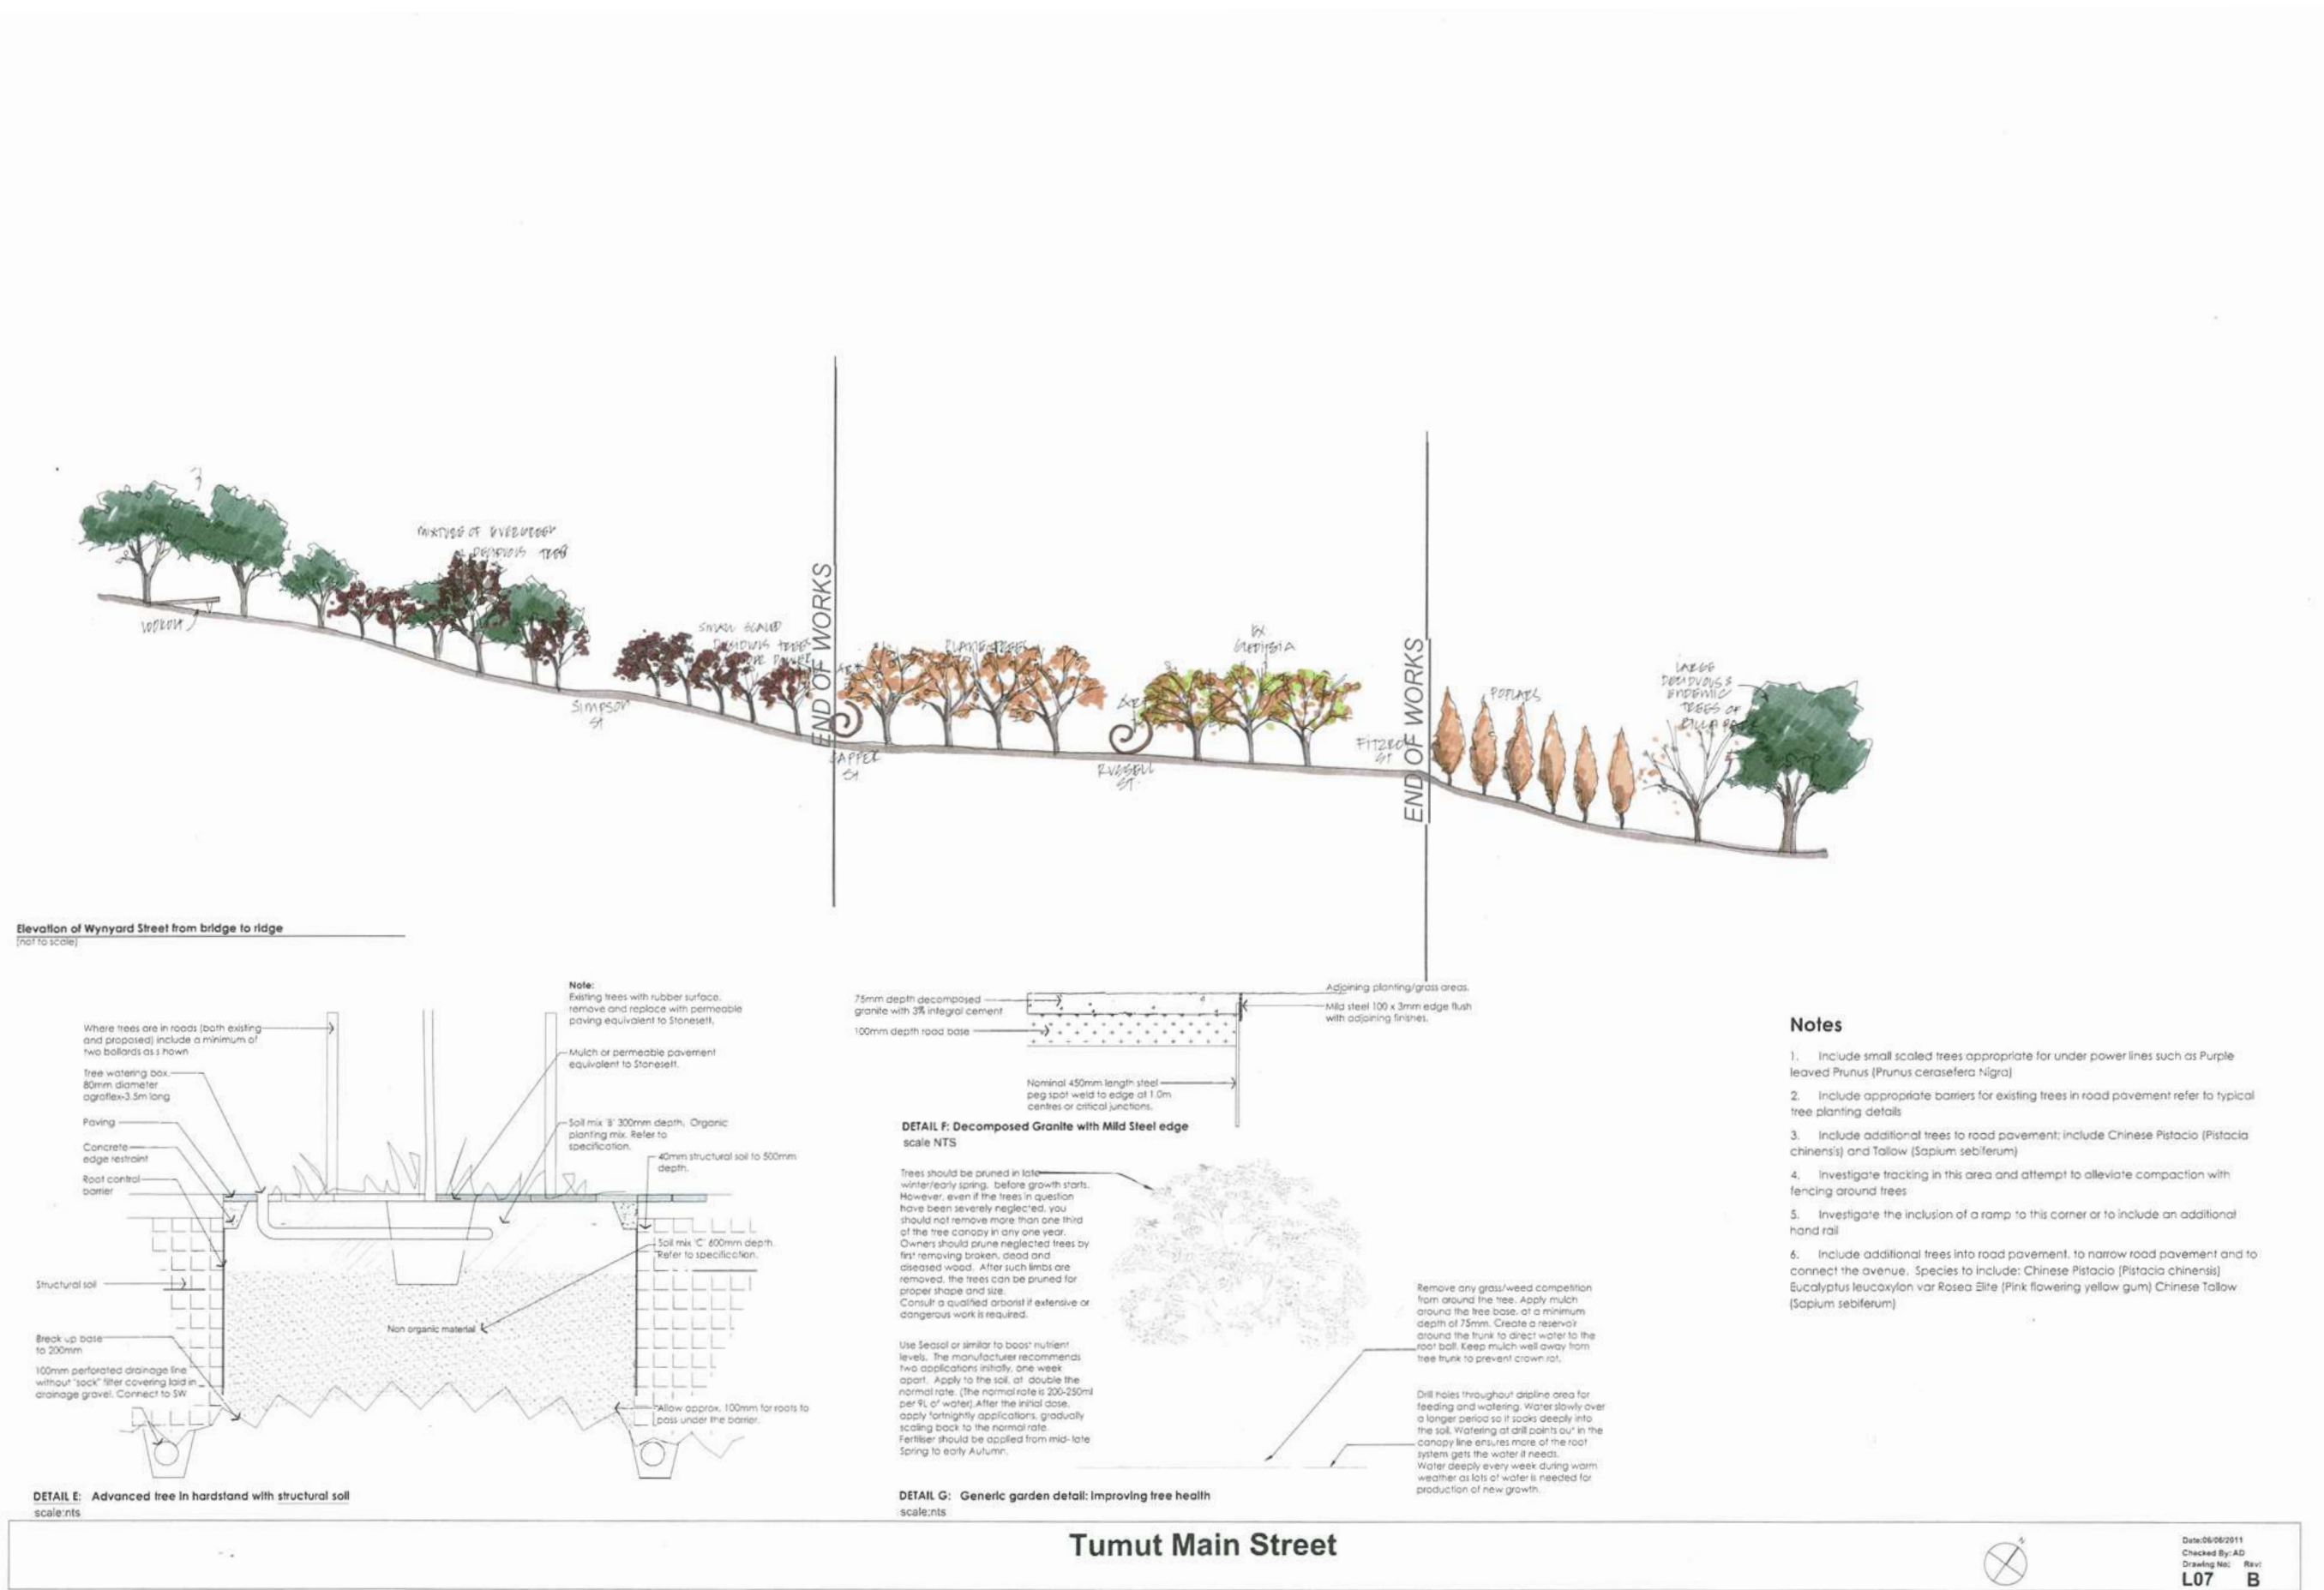 MIXTURE OF EVERGREEN
& DECIDUOUS TREES
LOOKOUT
SIMPSON
ST
SMALL SCALED
DECIDUOUS TREES
END OF WORKS
CAPPER
ST
PLANE TREES
RUSSELL
ST.
GLEDITSIA
FITZROY
ST
END OF WORKS
POPLARS
LARGE
DECIDUOUS &
ENDEMIC
TREES OF
Elevation of Wynyard Street from bridge to ridge
(not to scale)
Note:
Existing trees with rubber surface,
remove and replace with permeable
paving equivalent to Stonesett.
Where trees are in roads (both existing
and proposed) include a minimum of
two bollards as s hown
Tree watering box.
80mm diameter
agroflex-3.5m long
Paving
Concrete
edge restraint
Root control
barrier
Structural soil
Break up base
to 200mm
100mm perforated drainage line
without "sock" filter covering laid in
drainage gravel. Connect to SW
Mulch or permeable pavement
equivalent to Stonesett.
Soil mix 'B' 300mm depth. Organic
planting mix. Refer to
specification.
40mm structural soil to 500mm
depth.
Soil mix 'C' 600mm depth.
Refer to specification.
Non organic material
Allow approx. 100mm for roots to
pass under the barrier.
DETAIL E: Advanced tree in hardstand with structural soil
scale:nts
75mm depth decomposed
granite with 3% integral cement
100mm depth road base
Adjoining planting/grass areas.
Mild steel 100 x 3mm edge flush
with adjoining finishes.
Nominal 450mm length steel
peg spot weld to edge at 1.0m
centres or critical junctions.
DETAIL F: Decomposed Granite with Mild Steel edge
scale NTS
Trees should be pruned in late
winter/early spring, before growth starts.
However, even if the trees in question
have been severely neglected, you
should not remove more than one third
of the tree canopy in any one year.
Owners should prune neglected trees by
first removing broken, dead and
diseased wood. After such limbs are
removed, the trees can be pruned for
proper shape and size.
Consult a qualified arborist if extensive or
dangerous work is required.
Use Seasol or similar to boost nutrient
levels. The manufacturer recommends
two applications initially, one week
apart. Apply to the soil, at double the
normal rate. (The normal rate is 200-250ml
per 9L of water) After the initial dose,
apply fortnightly applications, gradually
scaling back to the normal rate.
Fertiliser should be applied from mid- late
Spring to early Autumn.
Remove any grass/weed competition
from around the tree. Apply mulch
around the tree base, at a minimum
depth of 75mm. Create a reservoir
around the trunk to direct water to the
root ball. Keep mulch well away from
tree trunk to prevent crown rot.
Drill holes throughout dripline area for
feeding and watering. Water slowly over
a longer period so it soaks deeply into
the soil. Watering at drill points out in the
canopy line ensures more of the root
system gets the water it needs.
Water deeply every week during warm
weather as lots of water is needed for
production of new growth.
DETAIL G: Generic garden detail: improving tree health
scale:nts
Notes
1. Include small scaled trees appropriate for under power lines such as Purple
leaved Prunus (Prunus cerasefera Nigra)
2. Include appropriate barriers for existing trees in road pavement refer to typical
tree planting details
3. Include additional trees to road pavement; include Chinese Pistacio (Pistacia
chinensis) and Tallow (Sapium sebiferum)
4. Investigate tracking in this area and attempt to alleviate compaction with
fencing around trees
5. Investigate the inclusion of a ramp to this corner or to include an additional
hand rail
6. Include additional trees into road pavement, to narrow road pavement and to
connect the avenue. Species to include: Chinese Pistacio (Pistacia chinensis)
Eucalyptus leucoxylon var Rosea Elite (Pink flowering yellow gum) Chinese Tallow
(Sapium sebiferum)
Tumut Main Street
Date:06/06/2011
Checked By: AD
Drawing No: Rev:
L07 B